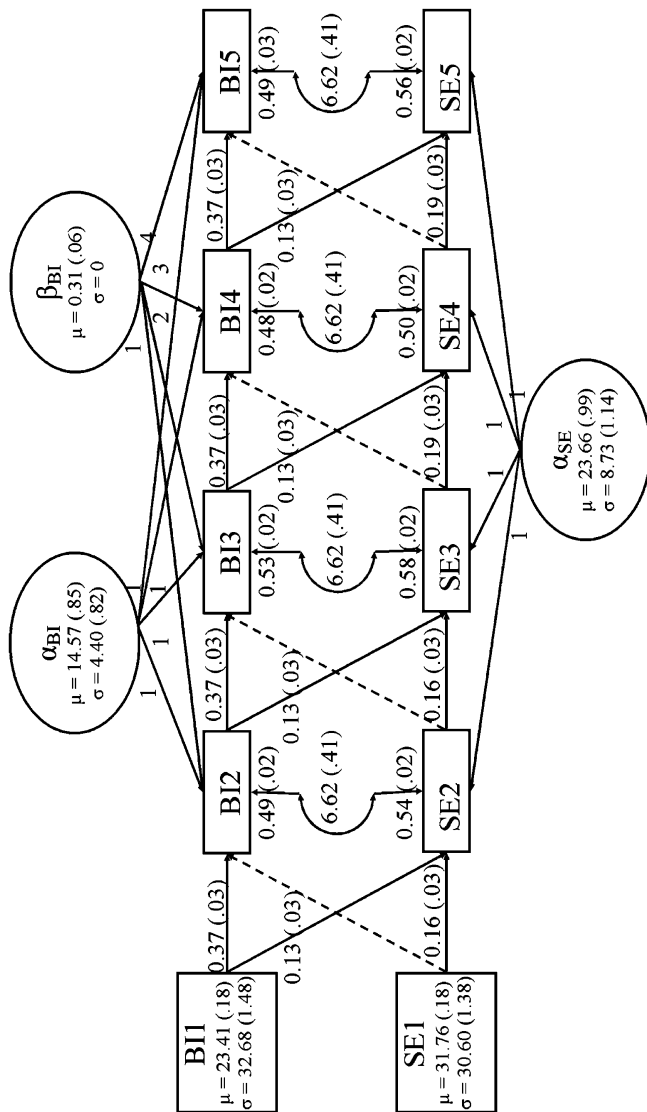 α_BI
μ = 14.57 (.85)
σ = 4.40 (.82)
β_BI
μ = 0.31 (.06)
σ = 0
1
1
1
1
1
2
3
4
BI1
μ = 23.41 (.18)
σ = 32.68 (1.48)
0.37 (.03)
BI2
0.49 (.02)
0.37 (.03)
BI3
0.53 (.02)
0.37 (.03)
BI4
0.48 (.02)
0.37 (.03)
BI5
0.49 (.03)
0.13 (.03)
6.62 (.41)
0.13 (.03)
6.62 (.41)
0.13 (.03)
6.62 (.41)
0.13 (.03)
6.62 (.41)
SE1
μ = 31.76 (.18)
σ = 30.60 (1.38)
0.16 (.03)
0.54 (.02)
SE2
0.16 (.03)
0.58 (.02)
SE3
0.19 (.03)
0.50 (.02)
SE4
0.19 (.03)
0.56 (.02)
SE5
1
1
1
1
α_SE
μ = 23.66 (.99)
σ = 8.73 (1.14)